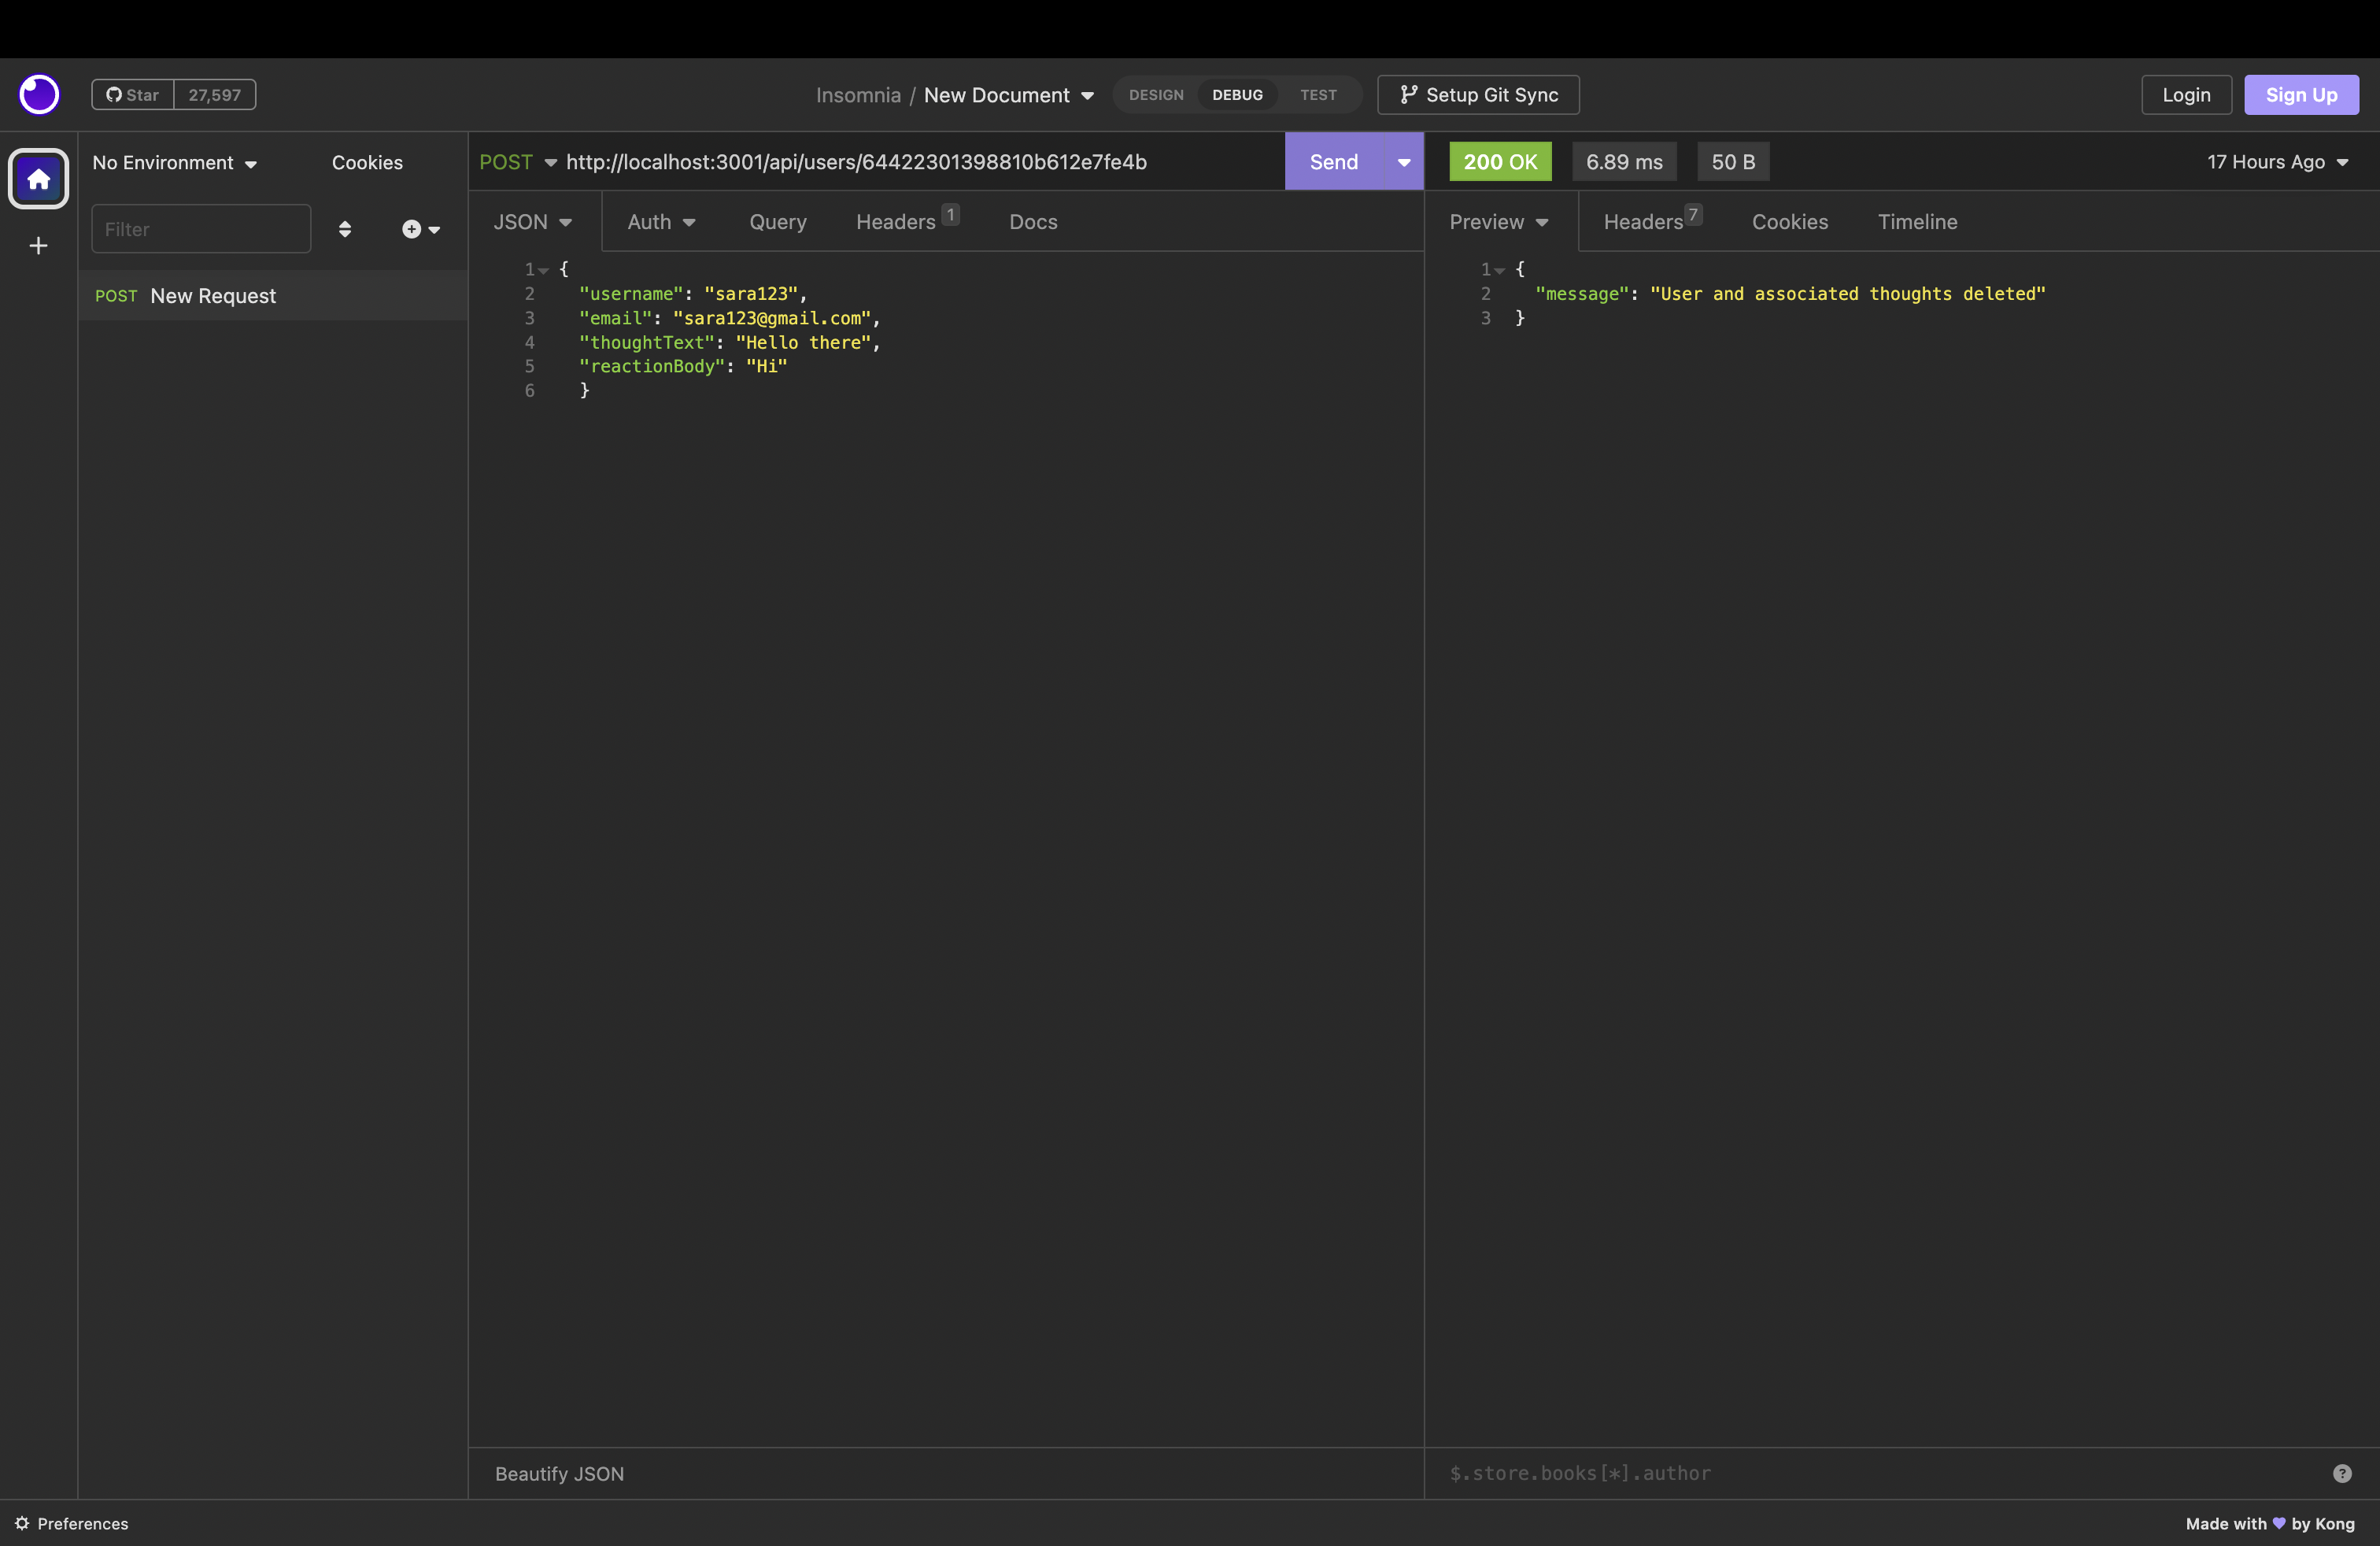 Star 27,597
Insomnia / New Document
DESIGN DEBUG TEST
Setup Git Sync
Login
Sign Up
No Environment
Cookies
Filter
POST New Request
POST http://localhost:3001/api/users/64422301398810b612e7fe4b
Send
JSON Auth Query Headers 1 Docs
1 {
2 "username": "sara123",
3 "email": "sara123@gmail.com",
4 "thoughtText": "Hello there",
5 "reactionBody": "Hi"
6 }
Beautify JSON
200 OK 6.89 ms 50 B
17 Hours Ago
Preview Headers 7 Cookies Timeline
1 {
2 "message": "User and associated thoughts deleted"
3 }
$.store.books[*].author
?
Preferences
Made with 💜 by Kong